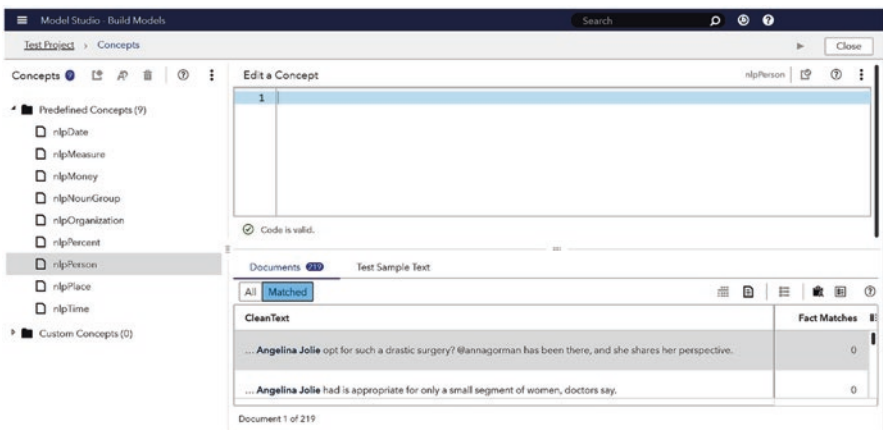 Model Studio - Build Models
Search
Test Project > Concepts
Close
Concepts
Edit a Concept
nlpPerson
1
Predefined Concepts (9)
nlpDate
nlpMeasure
nlpMoney
nlpNounGroup
nlpOrganization
nlpPercent
nlpPerson
nlpPlace
nlpTime
Custom Concepts (0)
Code is valid.
Documents 219
Test Sample Text
All
Matched
CleanText
Fact Matches
... Angelina Jolie opt for such a drastic surgery? @annagorman has been there, and she shares her perspective.
0
... Angelina Jolie had is appropriate for only a small segment of women, doctors say.
0
Document 1 of 219